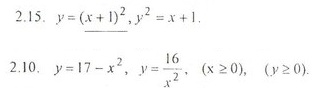 2.15. y = (x + 1)², y² = x + 1.
2.10. y = 17 − x², y = 16/x², (x ≥ 0), (y ≥ 0).